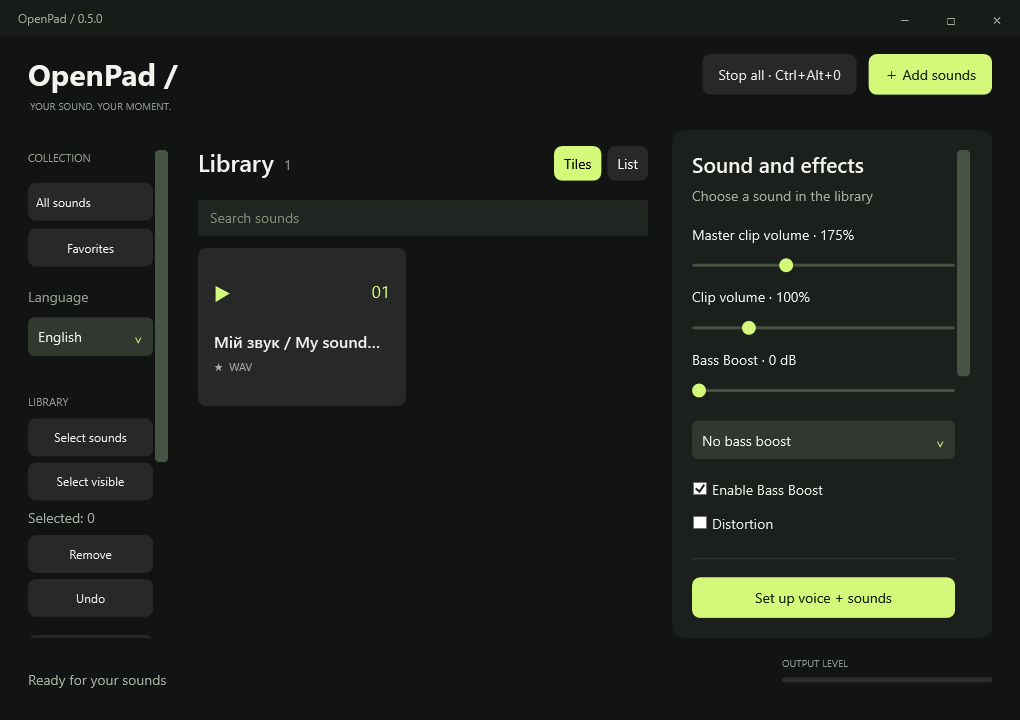 OpenPad / 0.5.0
OpenPad /
YOUR SOUND. YOUR MOMENT.
Stop all · Ctrl+Alt+0
+ Add sounds
COLLECTION
All sounds
Favorites
Language
English
LIBRARY
Select sounds
Select visible
Selected: 0
Remove
Undo
Library 1
Tiles
List
Search sounds
01
Мій звук / My sound...
★ WAV
Sound and effects
Choose a sound in the library
Master clip volume · 175%
Clip volume · 100%
Bass Boost · 0 dB
No bass boost
Enable Bass Boost
Distortion
Set up voice + sounds
Ready for your sounds
OUTPUT LEVEL